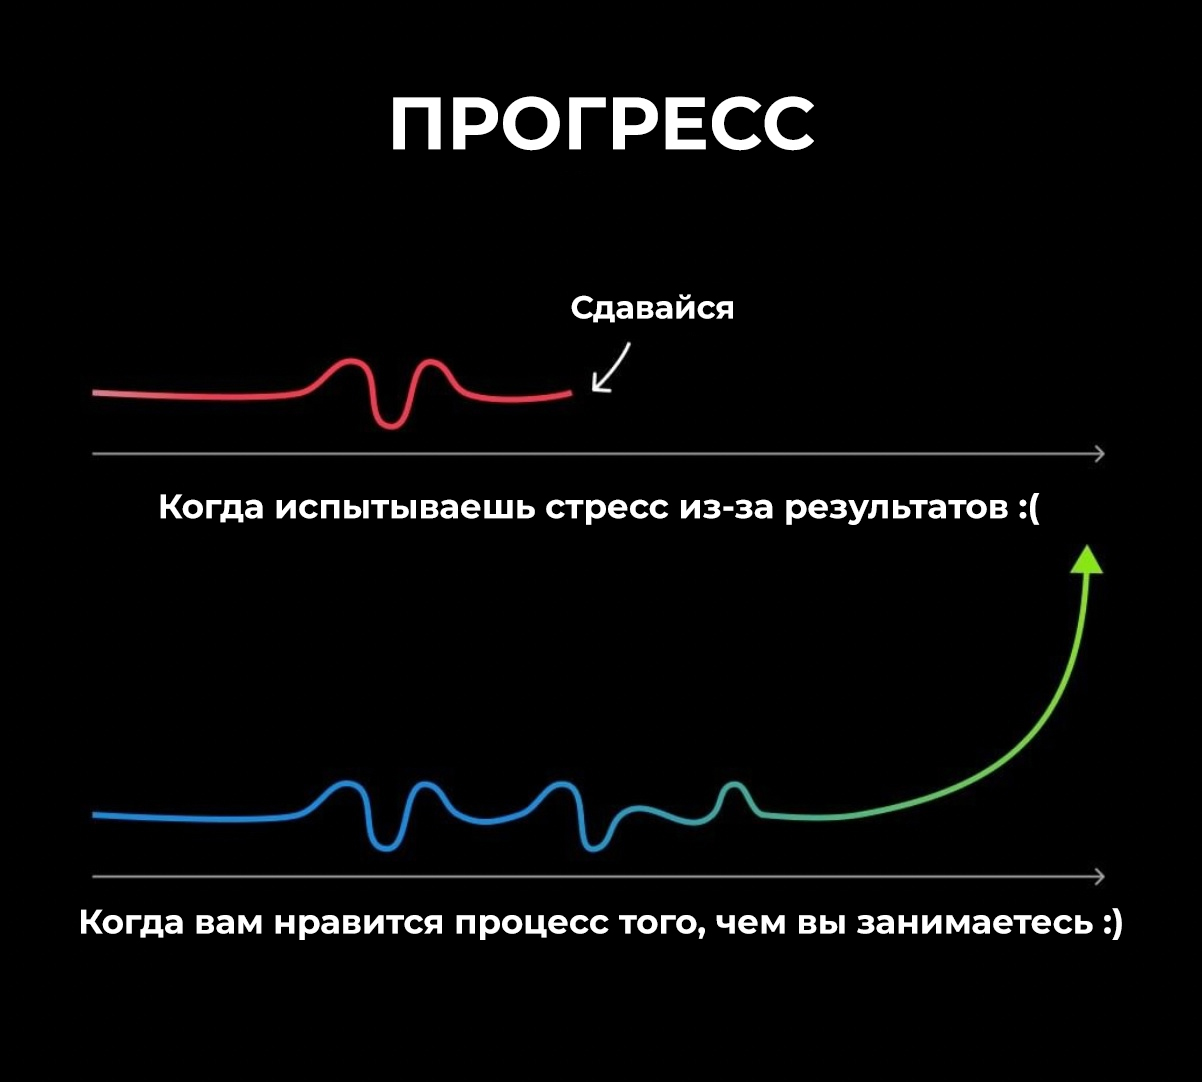 ПРОГРЕСС
Сдавайся
Когда испытываешь стресс из-за результатов :(
Когда вам нравится процесс того, чем вы занимаетесь :)